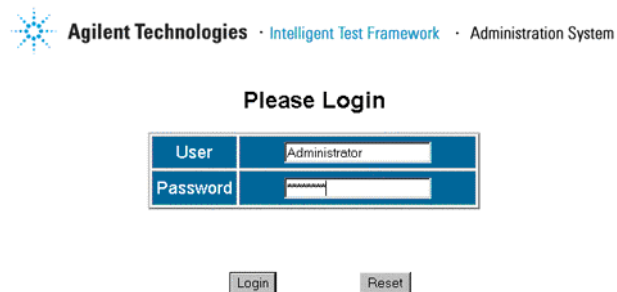 Agilent Technologies · Intelligent Test Framework · Administration System
Please Login
User Administrator
Password ********
Login Reset